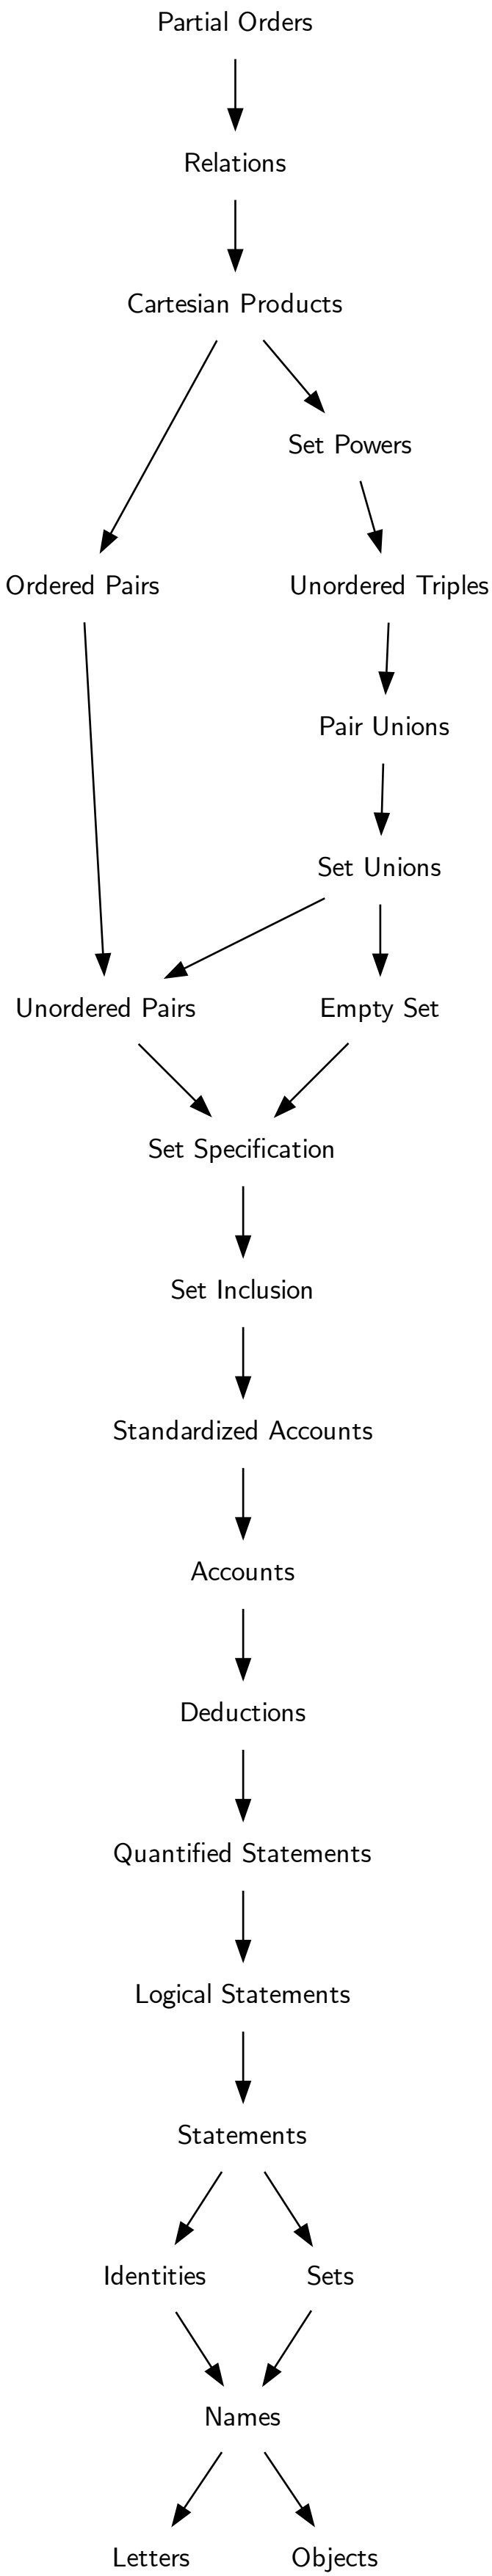 Partial Orders
Relations
Cartesian Products
Set Powers
Ordered Pairs
Unordered Triples
Pair Unions
Set Unions
Unordered Pairs
Empty Set
Set Specification
Set Inclusion
Standardized Accounts
Accounts
Deductions
Quantified Statements
Logical Statements
Statements
Identities
Sets
Names
Letters
Objects